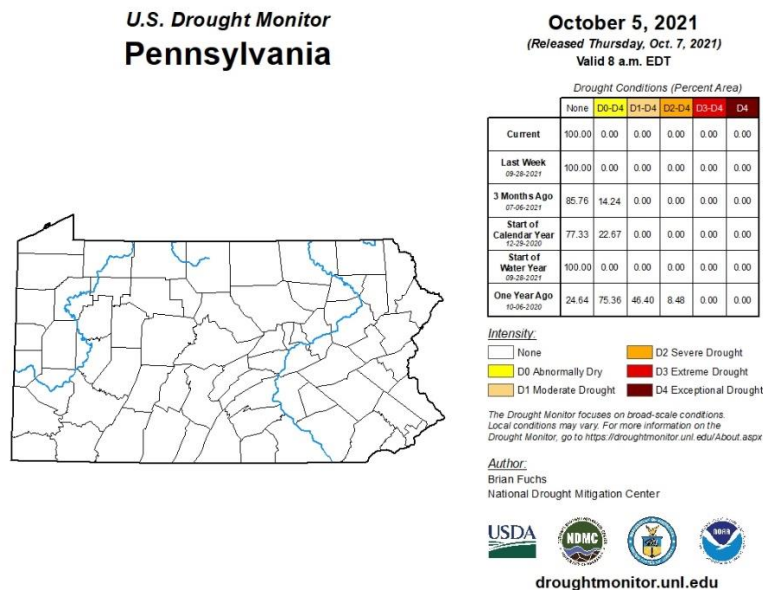 U.S. Drought Monitor
Pennsylvania
October 5, 2021
(Released Thursday, Oct. 7, 2021)
Valid 8 a.m. EDT
Drought Conditions (Percent Area)
None D0-D4 D1-D4 D2-D4 D3-D4 D4
Current 100.00 0.00 0.00 0.00 0.00 0.00
Last Week 09-28-2021 100.00 0.00 0.00 0.00 0.00 0.00
3 Months Ago 07-06-2021 85.76 14.24 0.00 0.00 0.00 0.00
Start of Calendar Year 12-29-2020 77.33 22.67 0.00 0.00 0.00 0.00
Start of Water Year 09-28-2021 100.00 0.00 0.00 0.00 0.00 0.00
One Year Ago 10-06-2020 24.64 75.36 46.40 8.48 0.00 0.00
Intensity:
None
D0 Abnormally Dry
D1 Moderate Drought
D2 Severe Drought
D3 Extreme Drought
D4 Exceptional Drought
The Drought Monitor focuses on broad-scale conditions.
Local conditions may vary. For more information on the
Drought Monitor, go to https://droughtmonitor.unl.edu/About.aspx
Author:
Brian Fuchs
National Drought Mitigation Center
USDA
NDMC
NOAA
droughtmonitor.unl.edu